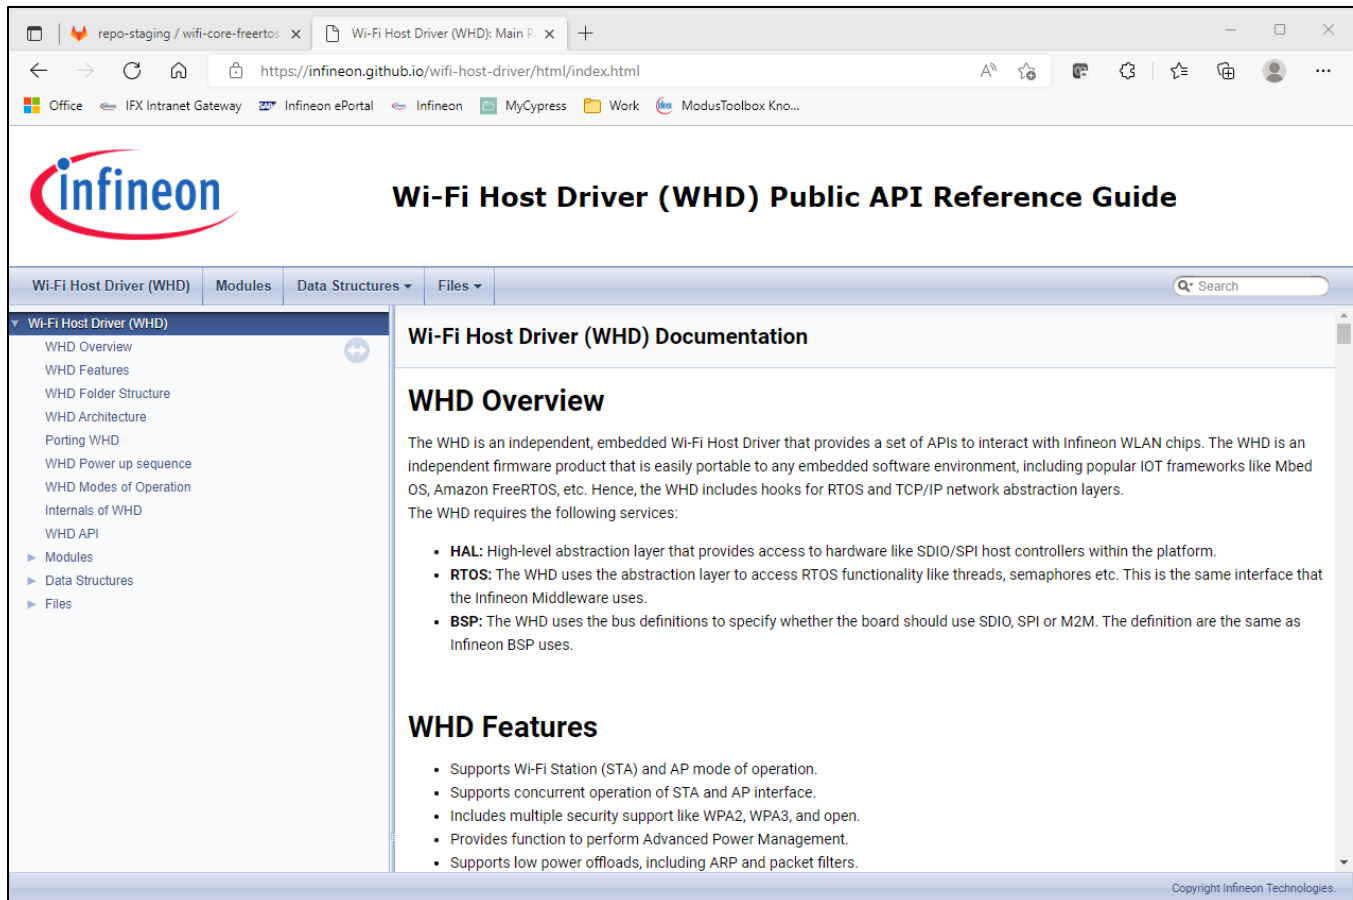 repo-staging / wifi-core-freertos
Wi-Fi Host Driver (WHD): Main P
https://infineon.github.io/wifi-host-driver/html/index.html
Office
IFX Intranet Gateway
Infineon ePortal
Infineon
MyCypress
Work
ModusToolbox Kno...
infineon
Wi-Fi Host Driver (WHD) Public API Reference Guide
Wi-Fi Host Driver (WHD)
Modules
Data Structures
Files
Search
Wi-Fi Host Driver (WHD)
WHD Overview
WHD Features
WHD Folder Structure
WHD Architecture
Porting WHD
WHD Power up sequence
WHD Modes of Operation
Internals of WHD
WHD API
Modules
Data Structures
Files
Wi-Fi Host Driver (WHD) Documentation
WHD Overview
The WHD is an independent, embedded Wi-Fi Host Driver that provides a set of APIs to interact with Infineon WLAN chips. The WHD is an
independent firmware product that is easily portable to any embedded software environment, including popular IOT frameworks like Mbed
OS, Amazon FreeRTOS, etc. Hence, the WHD includes hooks for RTOS and TCP/IP network abstraction layers.
The WHD requires the following services:
• HAL: High-level abstraction layer that provides access to hardware like SDIO/SPI host controllers within the platform.
• RTOS: The WHD uses the abstraction layer to access RTOS functionality like threads, semaphores etc. This is the same interface that
the Infineon Middleware uses.
• BSP: The WHD uses the bus definitions to specify whether the board should use SDIO, SPI or M2M. The definition are the same as
Infineon BSP uses.
WHD Features
• Supports Wi-Fi Station (STA) and AP mode of operation.
• Supports concurrent operation of STA and AP interface.
• Includes multiple security support like WPA2, WPA3, and open.
• Provides function to perform Advanced Power Management.
• Supports low power offloads, including ARP and packet filters.
Copyright Infineon Technologies.